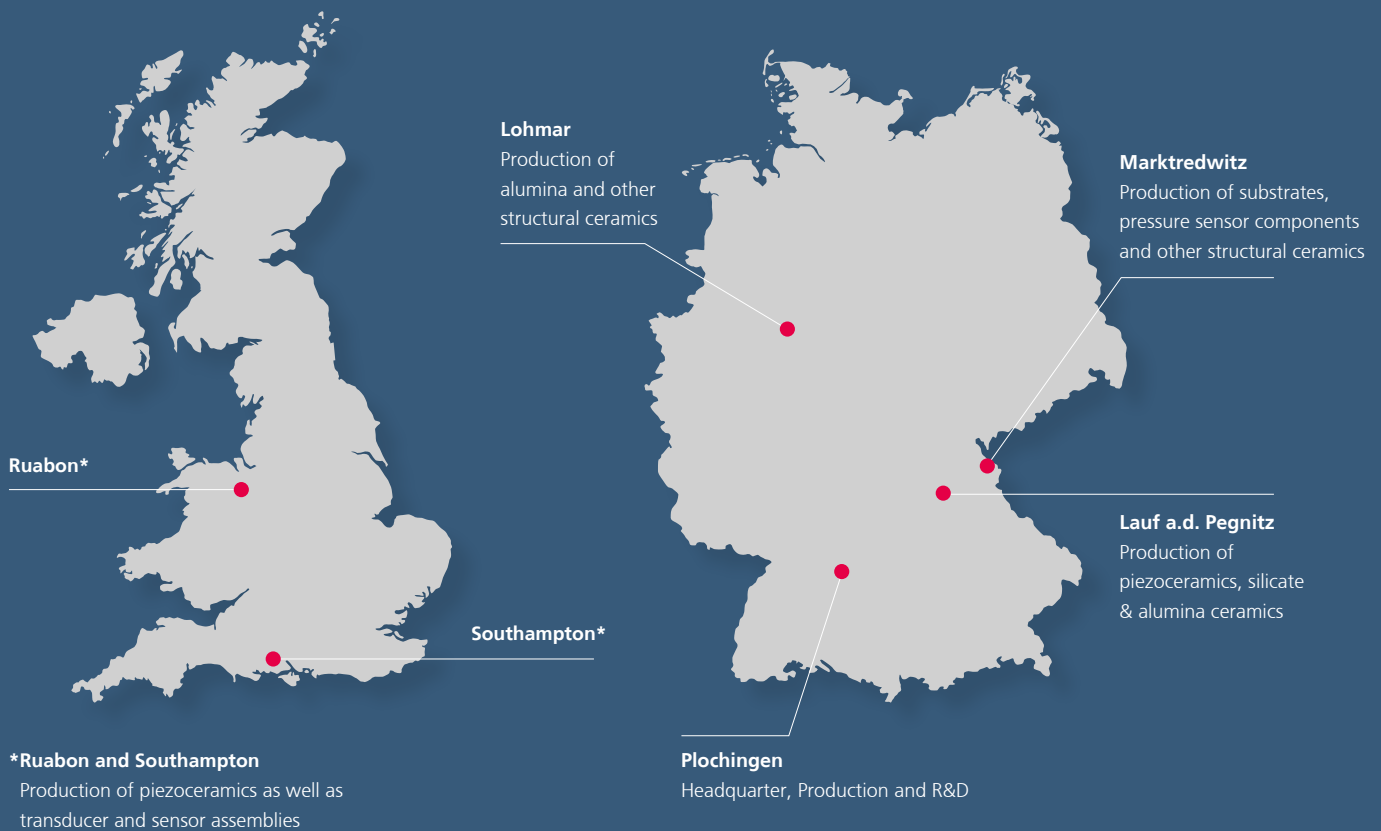 Lohmar
Production of
alumina and other
structural ceramics
Marktredwitz
Production of substrates,
pressure sensor components
and other structural ceramics
Ruabon*
Lauf a.d. Pegnitz
Production of
piezoceramics, silicate
& alumina ceramics
Southampton*
*Ruabon and Southampton
Production of piezoceramics as well as
transducer and sensor assemblies
Plochingen
Headquarter, Production and R&D